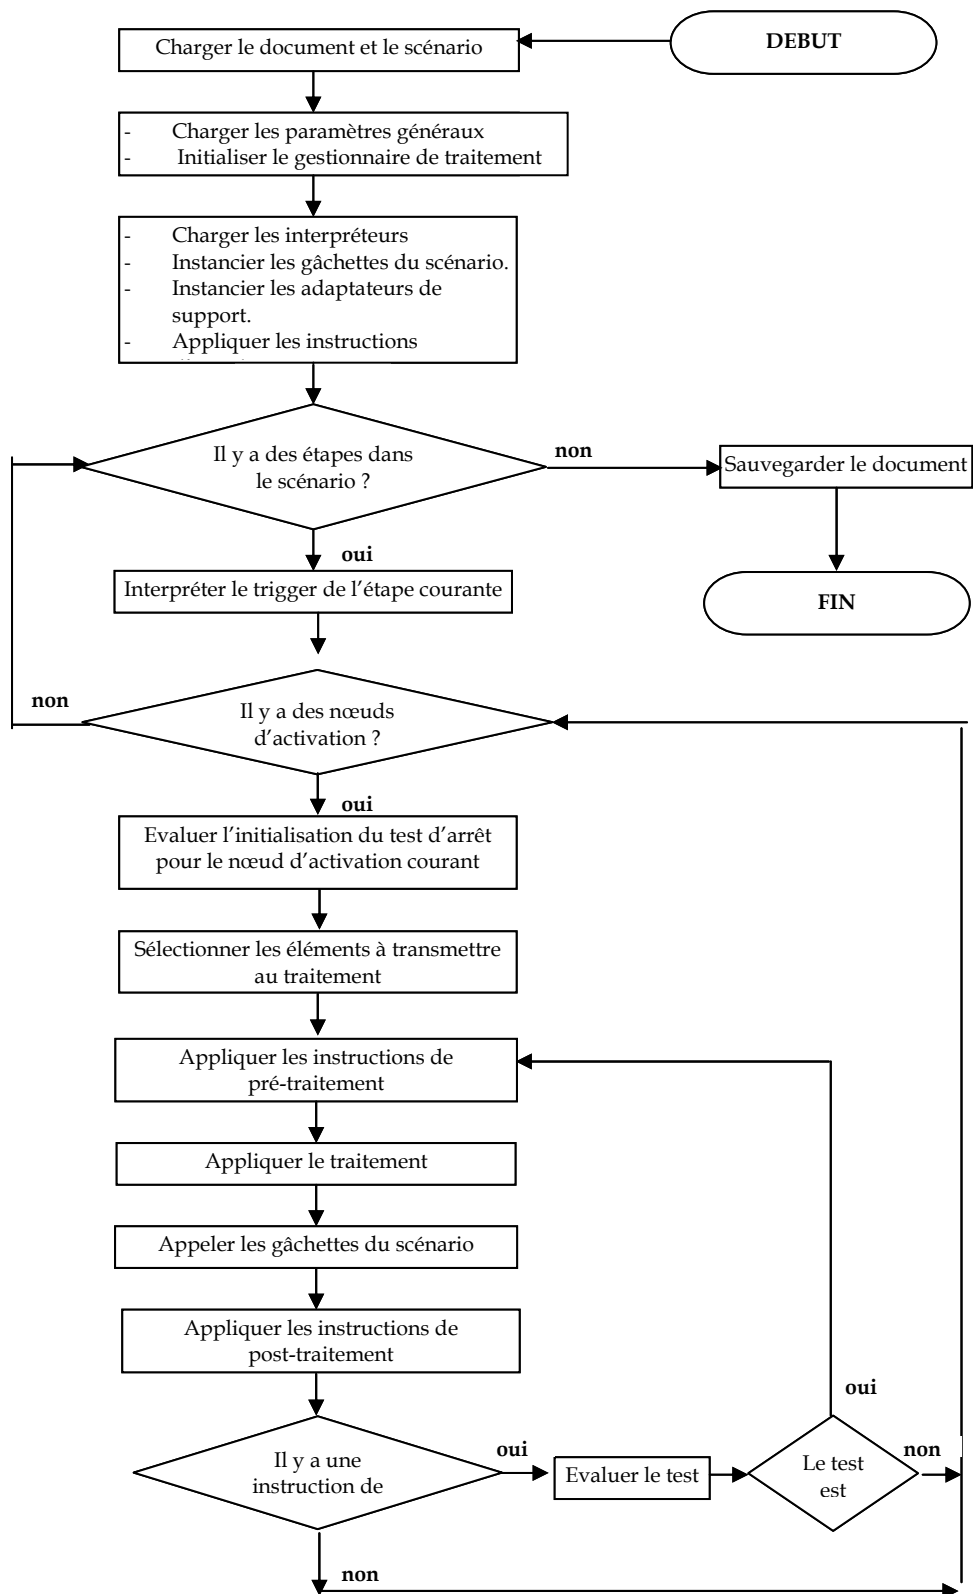 DEBUT
Charger le document et le scénario
- Charger les paramètres généraux
- Initialiser le gestionnaire de traitement
- Charger les interpréteurs
- Instancier les gâchettes du scénario.
- Instancier les adaptateurs de
support.
- Appliquer les instructions
Il y a des étapes dans
le scénario ?
non
Sauvegarder le document
oui
Interpréter le trigger de l’étape courante
FIN
non
Il y a des nœuds
d’activation ?
oui
Evaluer l’initialisation du test d’arrêt
pour le nœud d’activation courant
Sélectionner les éléments à transmettre
au traitement
Appliquer les instructions de
pré-traitement
Appliquer le traitement
Appeler les gâchettes du scénario
Appliquer les instructions de
post-traitement
oui
Il y a une
instruction de
oui
Evaluer le test
Le test
est
non
non